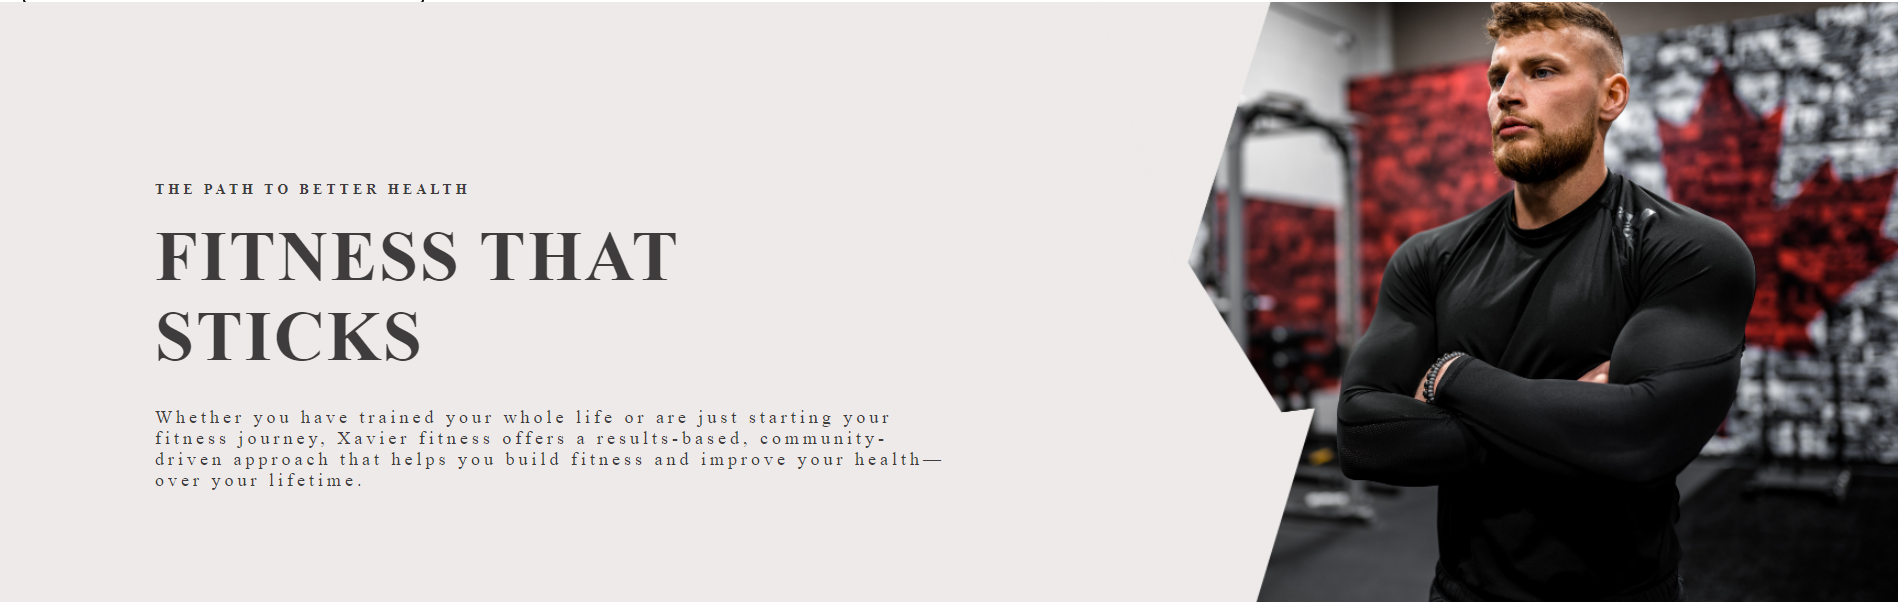 THE PATH TO BETTER HEALTH
FITNESS THAT
STICKS
Whether you have trained your whole life or are just starting your
fitness journey, Xavier fitness offers a results-based, community-
driven approach that helps you build fitness and improve your health—
over your lifetime.